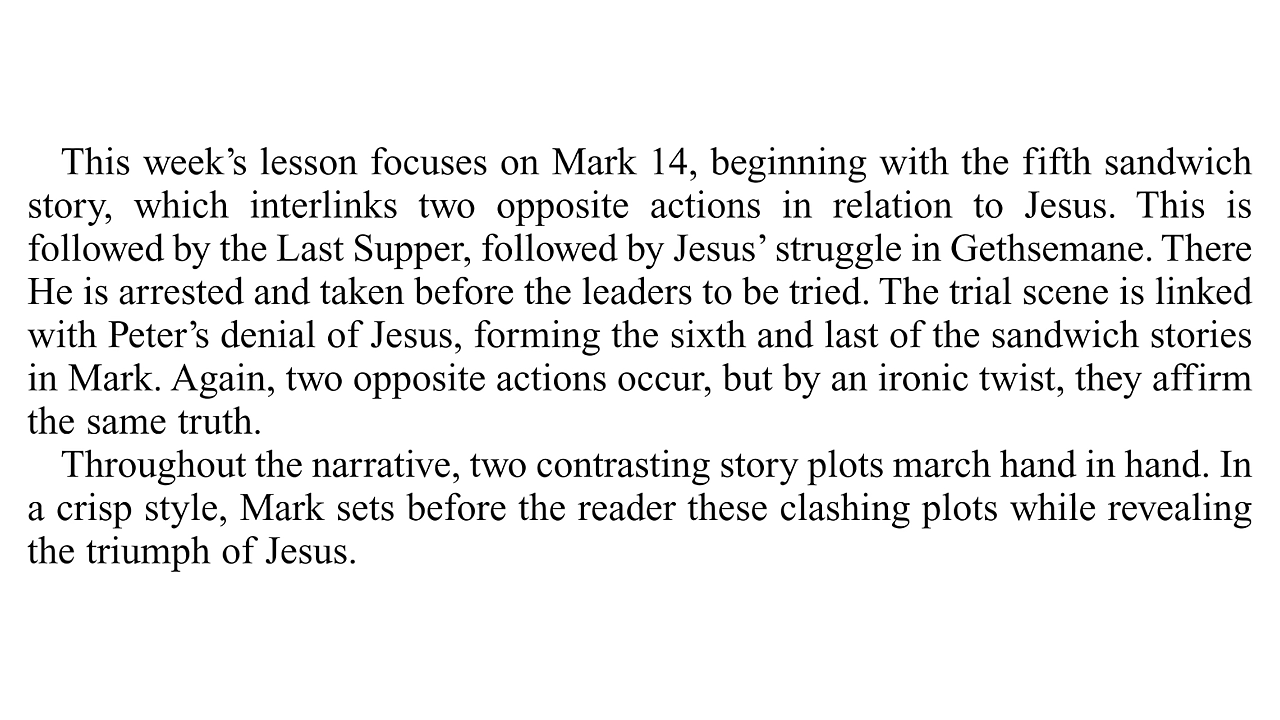 This week’s lesson focuses on Mark 14, beginning with the fifth sandwich
story, which interlinks two opposite actions in relation to Jesus. This is
followed by the Last Supper, followed by Jesus’ struggle in Gethsemane. There
He is arrested and taken before the leaders to be tried. The trial scene is linked
with Peter’s denial of Jesus, forming the sixth and last of the sandwich stories
in Mark. Again, two opposite actions occur, but by an ironic twist, they affirm
the same truth.
Throughout the narrative, two contrasting story plots march hand in hand. In
a crisp style, Mark sets before the reader these clashing plots while revealing
the triumph of Jesus.